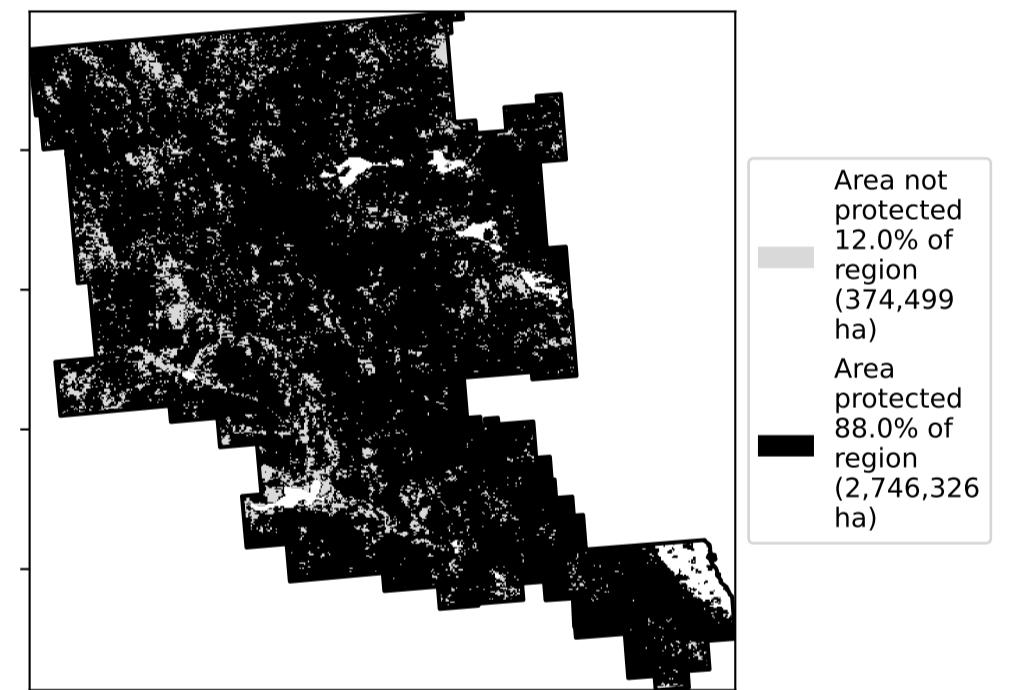 Area not
protected
12.0% of
region
(374,499
ha)
Area
protected
88.0% of
region
(2,746,326
ha)